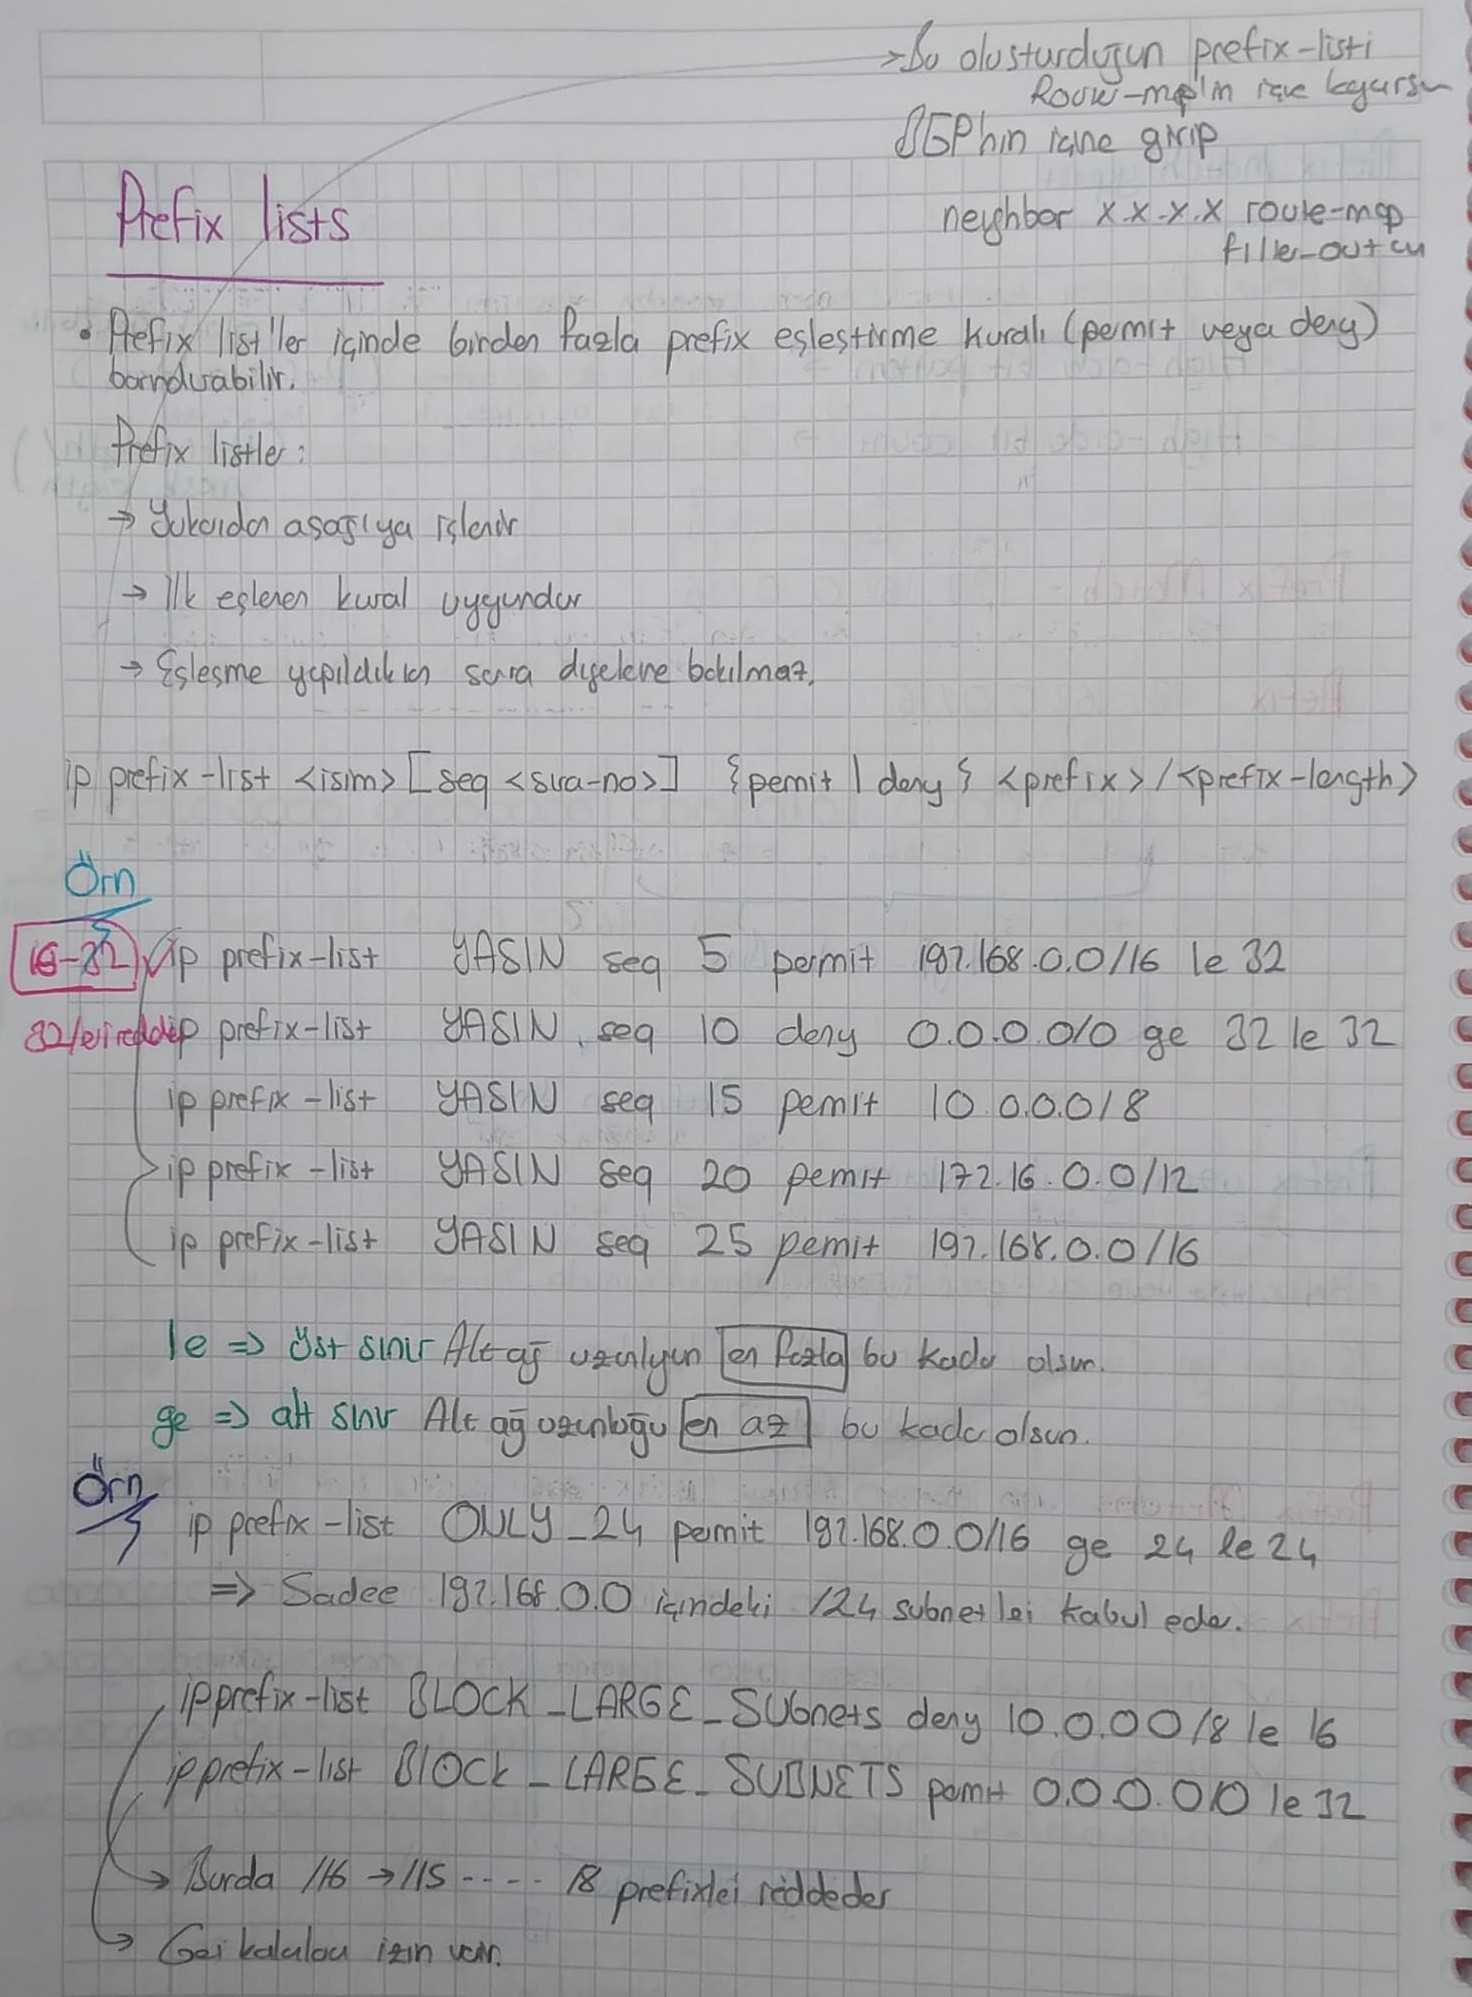 →Bu olusturduğun prefix-listi
Route-map'in içine koyarsın
BGP'nin içine girip
neighbor x.x.x.x route-map
filter-out
Prefix lists
• Prefix list'ler içinde birden fazla prefix eşleştirme kuralı (permit veya deny)
barındırabilir.
Prefix listler:
→ Yukarıdan aşağıya işlenir
→ İlk eşleşen kural uygundur
→ Eşleşme yapıldıktan sonra diğerlerine bakılmaz.
ip prefix-list <isim> [seq <sıra-no>] {permit | deny} <prefix>/<prefix-length>
Örn
16-32 ip prefix-list YASIN seq 5 permit 192.168.0.0/16 le 32
32/leri reddet ip prefix-list YASIN seq 10 deny 0.0.0.0/0 ge 32 le 32
ip prefix-list YASIN seq 15 permit 10.0.0.0/8
ip prefix-list YASIN seq 20 permit 172.16.0.0/12
ip prefix-list YASIN seq 25 permit 192.168.0.0/16
le => üst sınır Alt ağ uzunluğun en fazla bu kadar olsun.
ge => alt sınır Alt ağ uzunluğu en az bu kadar olsun.
Örn
ip prefix-list ONLY_24 permit 192.168.0.0/16 ge 24 le 24
=> Sadece 192.168.0.0 içindeki /24 subnetleri kabul eder.
ip prefix-list BLOCK_LARGE_SUbnets deny 10.0.0.0/8 le 16
ip prefix-list BlOCK_LARGE_SUBNETS permit 0.0.0.0/0 le 32
→ Burda /16 → /15 ---- /8 prefixleri reddeder
→ Geri kalanlara izin verir.